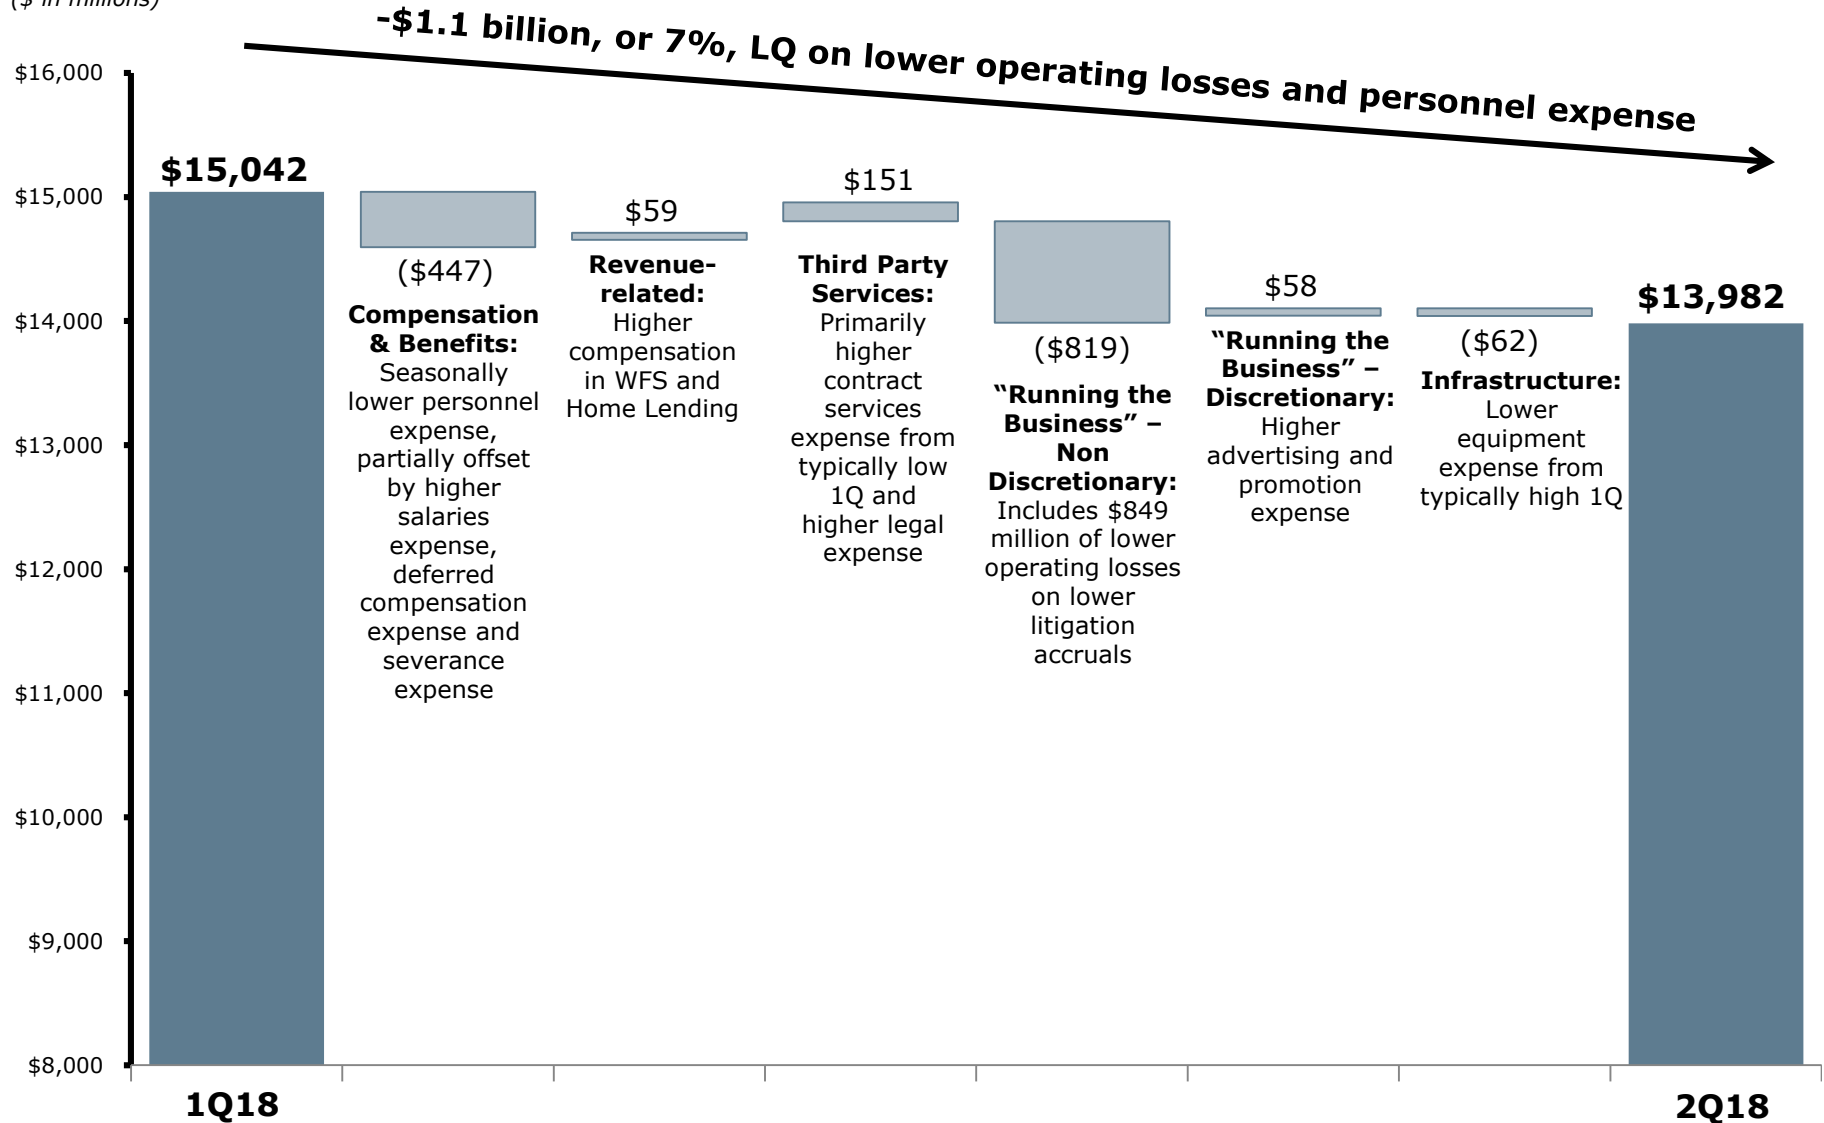 ($ in millions)
-$1.1 billion, or 7%, LQ on lower operating losses and personnel expense
$16,000
$15,000
$14,000
$13,000
$12,000
$11,000
$10,000
$9,000
$8,000
$15,042
($447)
Compensation
& Benefits:
Seasonally
lower personnel
expense,
partially offset
by higher
salaries
expense,
deferred
compensation
expense and
severance
expense
$59
Revenue-
related:
Higher
compensation
in WFS and
Home Lending
$151
Third Party
Services:
Primarily
higher
contract
services
expense from
typically low
1Q and
higher legal
expense
($819)
“Running the
Business” –
Non
Discretionary:
Includes $849
million of lower
operating losses
on lower
litigation
accruals
$58
“Running the
Business” –
Discretionary:
Higher
advertising and
promotion
expense
($62)
Infrastructure:
Lower
equipment
expense from
typically high 1Q
$13,982
1Q18
2Q18